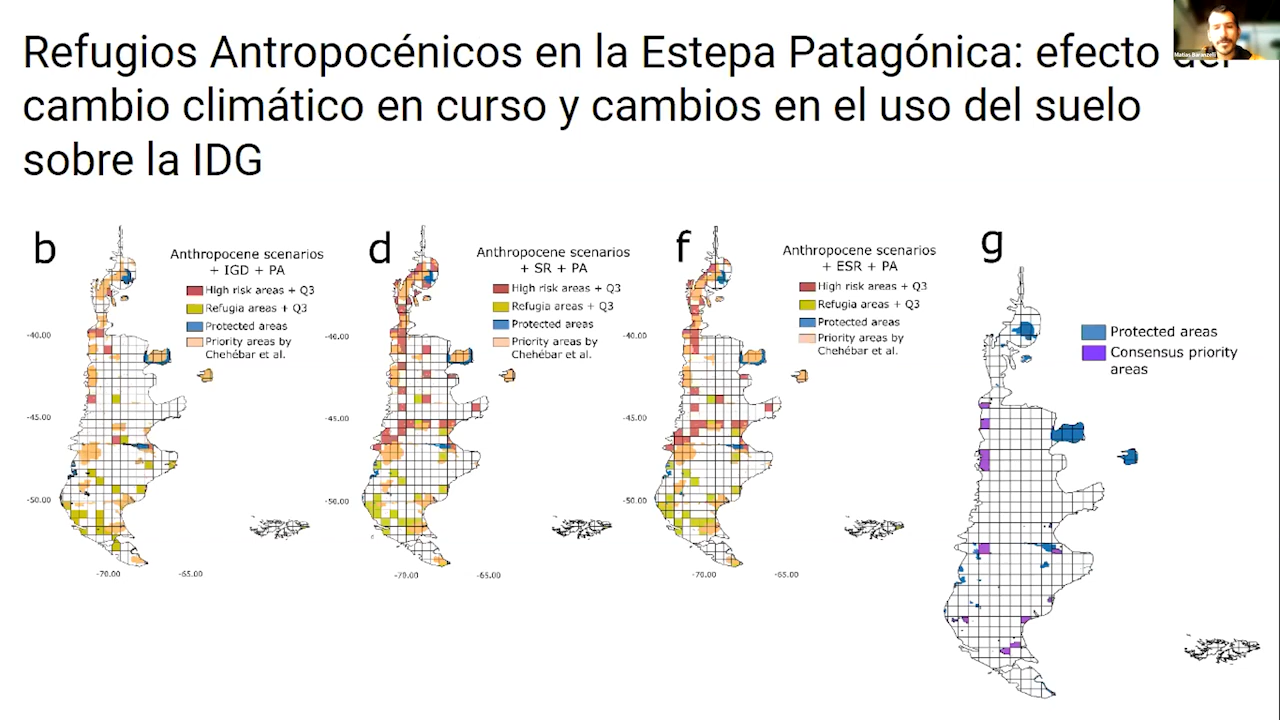 Refugios Antropocénicos en la Estepa Patagónica: efecto del
cambio climático en curso y cambios en el uso del suelo
sobre la IDG
Matias Baranzelli
b
Anthropocene scenarios
+ IGD + PA
High risk areas + Q3
Refugia areas + Q3
Protected areas
Priority areas by
Chehébar et al.
-40.00
-45.00
-50.00
-70.00
-65.00
d
Anthropocene scenarios
+ SR + PA
High risk areas + Q3
Refugia areas + Q3
Protected areas
Priority areas by
Chehébar et al.
-40.00
-45.00
-50.00
-70.00
-65.00
f
Anthropocene scenarios
+ ESR + PA
High risk areas + Q3
Refugia areas + Q3
Protected areas
Priority areas by
Chehébar et al.
-40.00
-45.00
-50.00
-70.00
-65.00
g
Protected areas
Consensus priority
areas